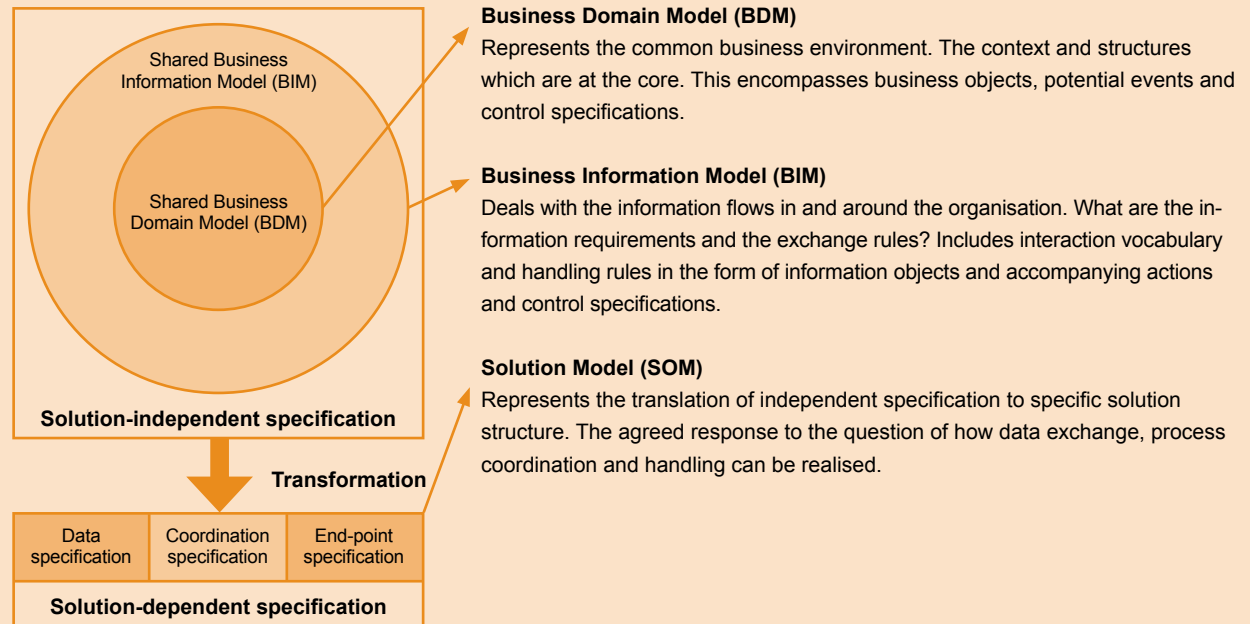 Shared Business
Information Model (BIM)
Shared Business
Domain Model (BDM)
Solution-independent specification
Transformation
Data
specification
Coordination
specification
End-point
specification
Solution-dependent specification
Business Domain Model (BDM)
Represents the common business environment. The context and structures
which are at the core. This encompasses business objects, potential events and
control specifications.
Business Information Model (BIM)
Deals with the information flows in and around the organisation. What are the in-
formation requirements and the exchange rules? Includes interaction vocabulary
and handling rules in the form of information objects and accompanying actions
and control specifications.
Solution Model (SOM)
Represents the translation of independent specification to specific solution
structure. The agreed response to the question of how data exchange, process
coordination and handling can be realised.